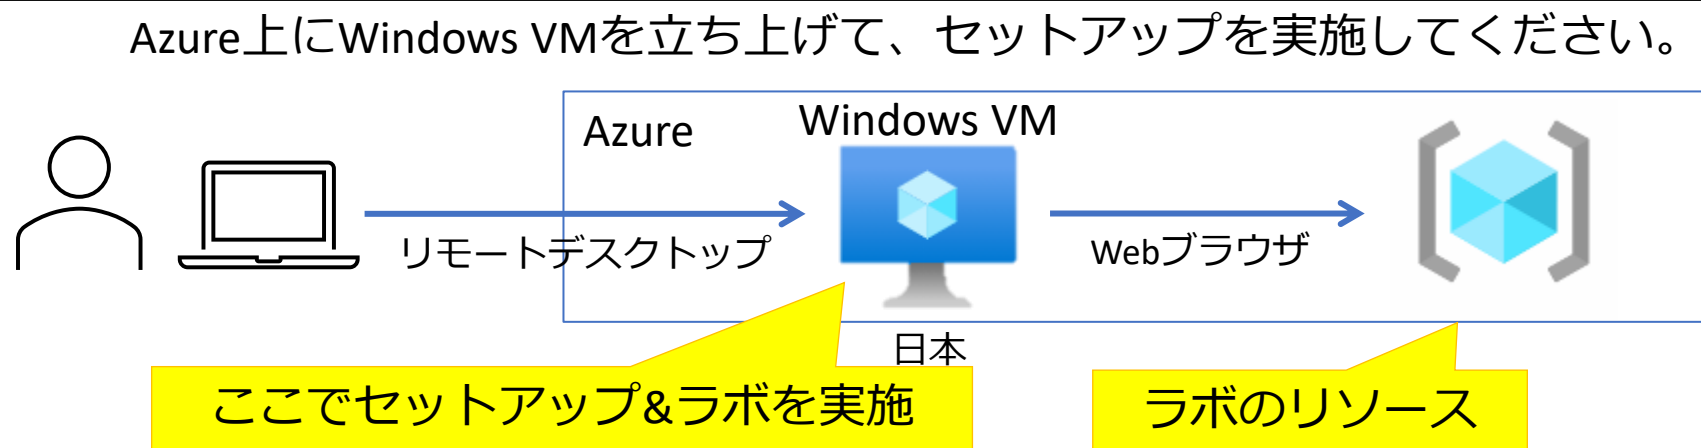 Azure上にWindows VMを立ち上げて、セットアップを実施してください。
Azure
Windows VM
リモートデスクトップ
Webブラウザ
日本
ここでセットアップ&ラボを実施
ラボのリソース